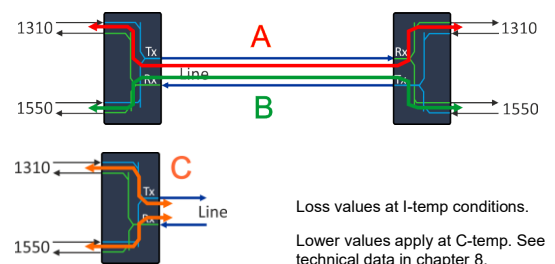 A
1310
Tx
Rx
1310
Line
Rx
Tx
1550
B
1550
C
1310
Tx
Line
Rx
1550
Loss values at I-temp conditions.
Lower values apply at C-temp. See
technical data in chapter 8.